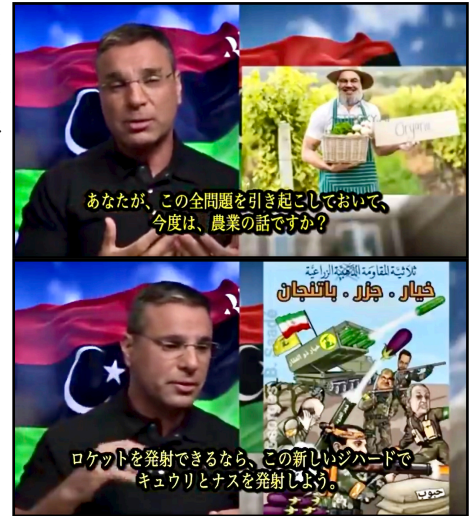 Organic
あなたが、この全問題を引き起こしておいて、
今度は、農業の話ですか？
ثلاثية المقاومة الذهبية الزراعية
خيار . جزر . باتنجان
ロケットを発射できるなら、この新しいジハードで
キュウリとナスを発射しよう。
حبوب